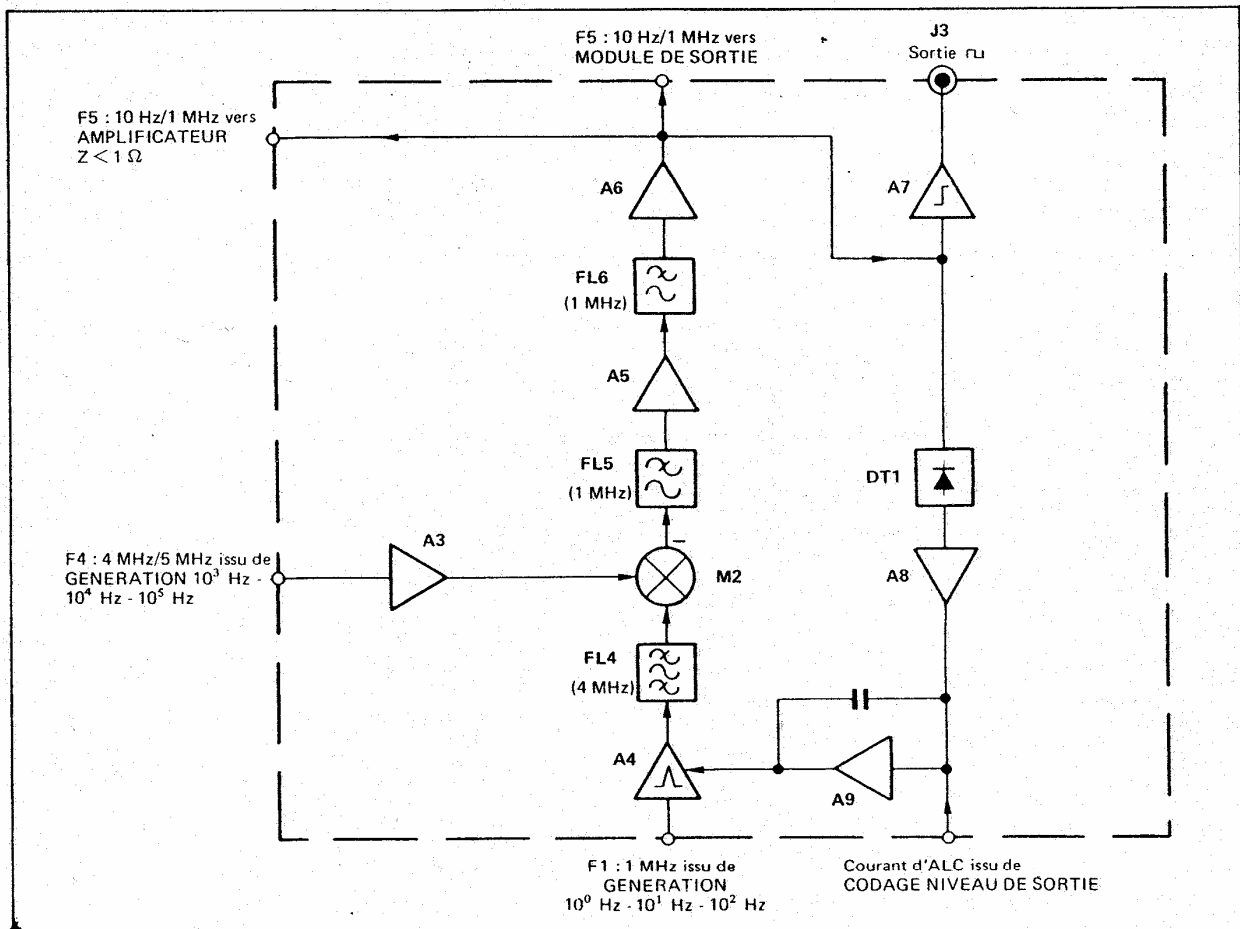 F5 : 10 Hz/1 MHz vers
MODULE DE SORTIE
J3
Sortie ⊓⊔
F5 : 10 Hz/1 MHz vers
AMPLIFICATEUR
Z < 1 Ω
A6
A7
FL6
(1 MHz)
A5
FL5
(1 MHz)
DT1
F4 : 4 MHz/5 MHz issu de
GENERATION 10³ Hz -
10⁴ Hz - 10⁵ Hz
A3
−
M2
A8
FL4
(4 MHz)
A4
A9
F1 : 1 MHz issu de
GENERATION
10⁰ Hz - 10¹ Hz - 10² Hz
Courant d'ALC issu de
CODAGE NIVEAU DE SORTIE